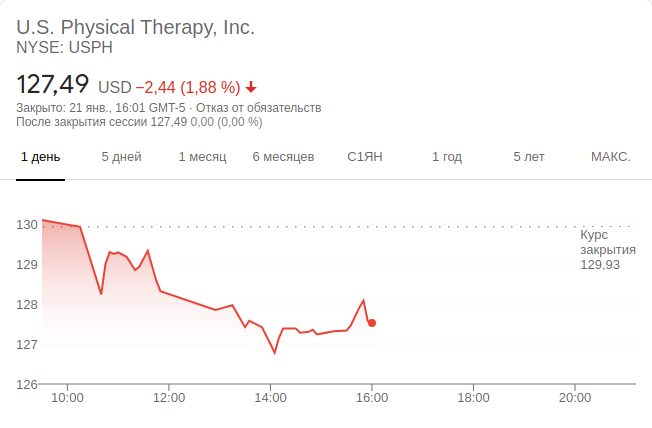 U.S. Physical Therapy, Inc.
NYSE: USPH
127,49 USD −2,44 (1,88 %)
Закрыто: 21 янв., 16:01 GMT-5 · Отказ от обязательств
После закрытия сессии 127,49 0,00 (0,00 %)
1 день 5 дней 1 месяц 6 месяцев С1ЯН 1 год 5 лет МАКС.
130
Курс
закрытия
129,93
129
128
127
126
10:00 12:00 14:00 16:00 18:00 20:00